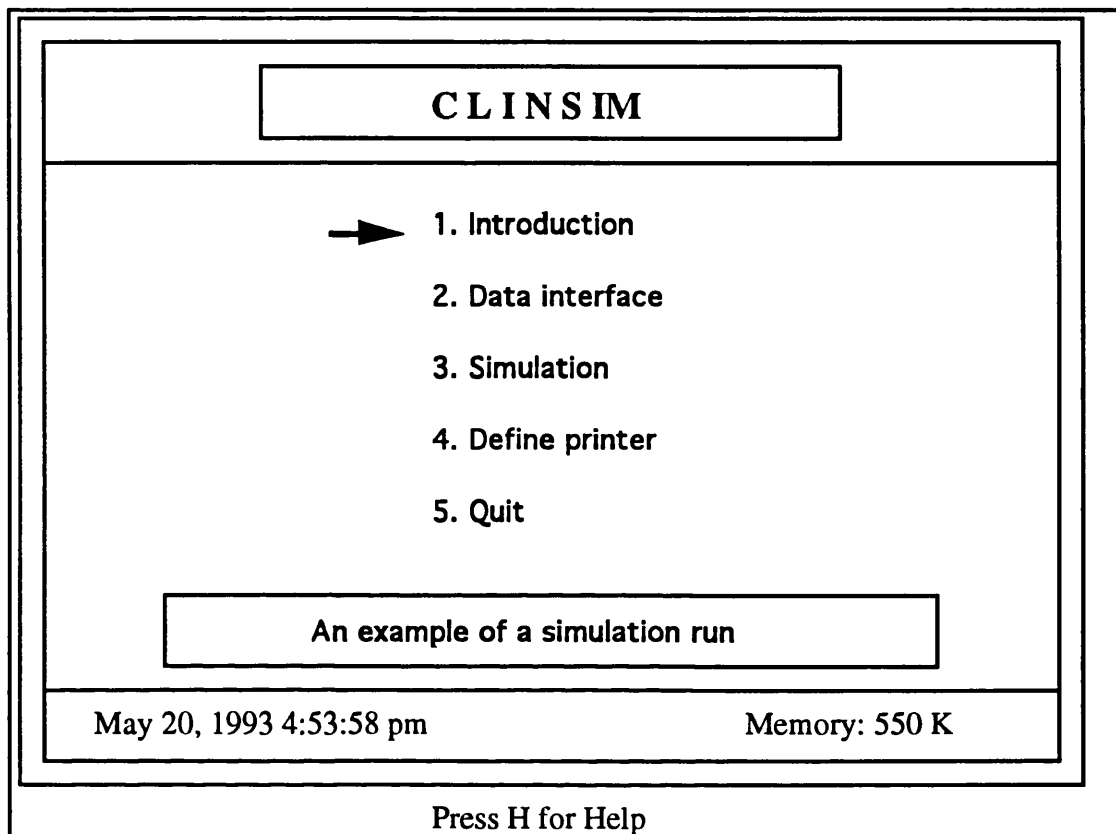 CLINSIM
1. Introduction
2. Data interface
3. Simulation
4. Define printer
5. Quit
An example of a simulation run
May 20, 1993 4:53:58 pm Memory: 550 K
Press H for Help